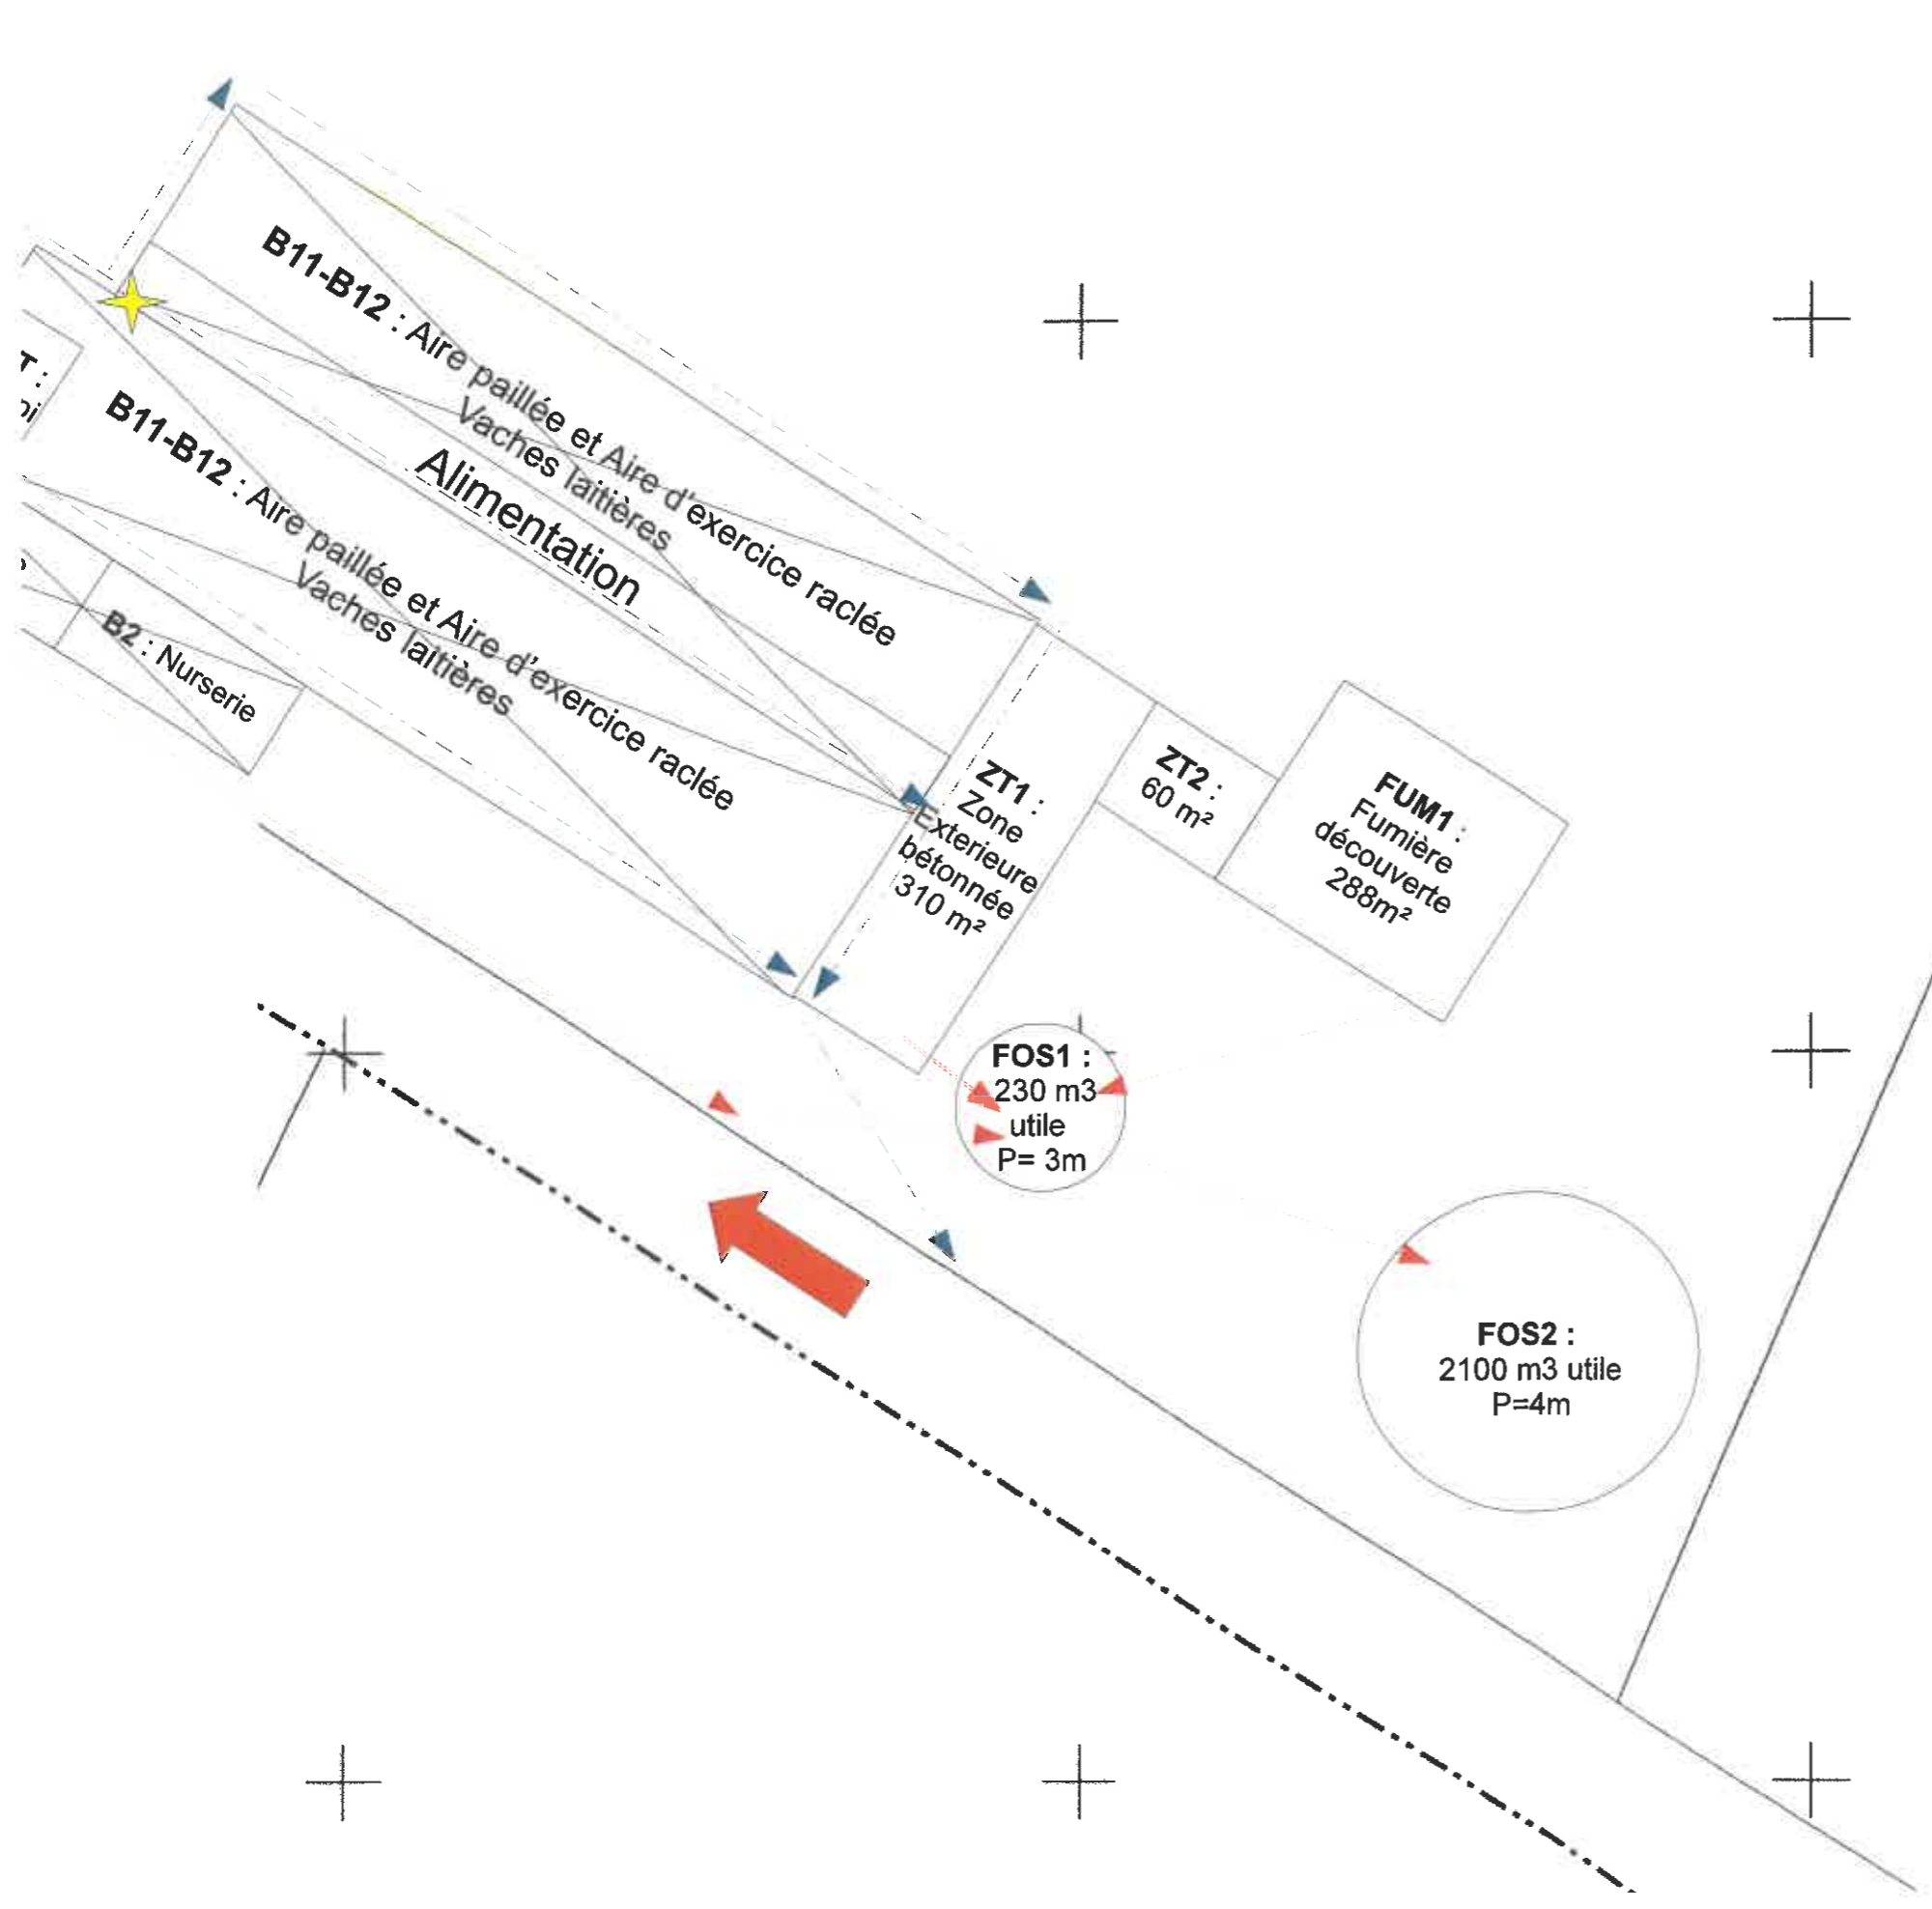 B11-B12 : Aire paillée et Aire d'exercice raclée
Vaches laitières
T :
Alimentation
B11-B12 : Aire paillée et Aire d'exercice raclée
Vaches laitières
B2 : Nurserie
ZT1 :
Zone
Exterieure
bétonnée
310 m²
ZT2 :
60 m²
FUM1 :
Fumière
découverte
288m²
FOS1 :
230 m3
utile
P= 3m
FOS2 :
2100 m3 utile
P=4m